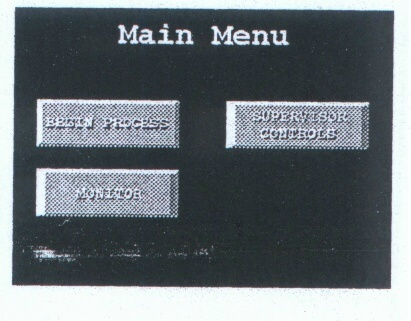 Main Menu
BEGIN PROCESS
SUPERVISOR
CONTROLS
MONITOR